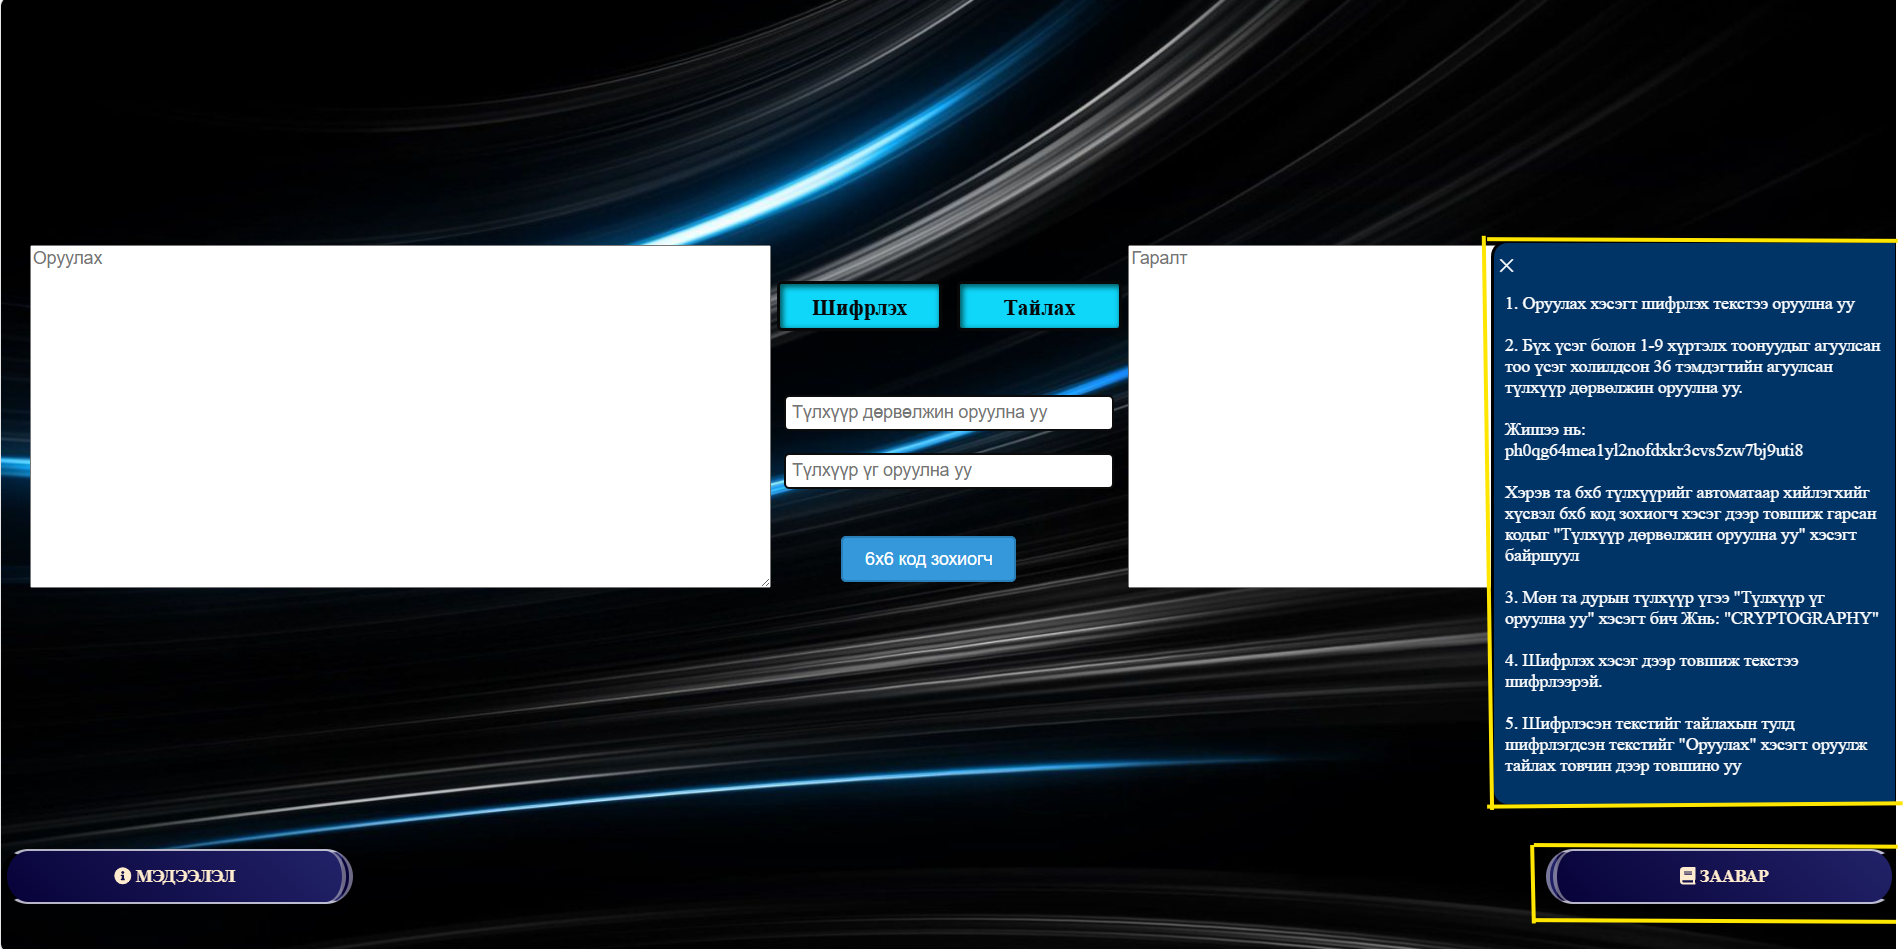 Оруулах
Шифрлэх
Тайлах
Түлхүүр дөрвөлжин оруулна уу
Түлхүүр үг оруулна уу
6x6 код зохиогч
Гаралт
1. Оруулах хэсэгт шифрлэх текстээ оруулна уу
2. Бүх үсэг болон 1-9 хүртэлх тоонуудыг агуулсан
тоо үсэг холилдсон 36 тэмдэгтийн агуулсан
түлхүүр дөрвөлжин оруулна уу.
Жишээ нь:
ph0qg64mea1yl2nofdxkr3cvs5zw7bj9uti8
Хэрэв та 6x6 түлхүүрийг автоматаар хийлэгхийг
хүсвэл 6x6 код зохиогч хэсэг дээр товшиж гарсан
кодыг "Түлхүүр дөрвөлжин оруулна уу" хэсэгт
байршуул
3. Мөн та дурын түлхүүр үгээ "Түлхүүр үг
оруулна уу" хэсэгт бич Жнь: "CRYPTOGRAPHY"
4. Шифрлэх хэсэг дээр товшиж текстээ
шифрлээрэй.
5. Шифрлэсэн текстийг тайлахын тулд
шифрлэгдсэн текстийг "Оруулах" хэсэгт оруулж
тайлах товчин дээр товшино уу
МЭДЭЭЛЭЛ
ЗААВАР